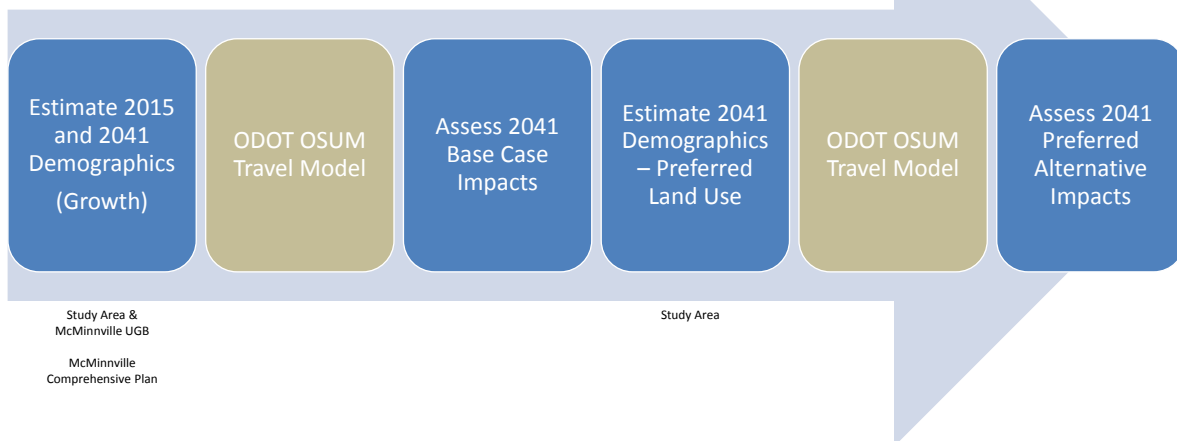 Estimate 2015
and 2041
Demographics
(Growth)
ODOT OSUM
Travel Model
Assess 2041
Base Case
Impacts
Estimate 2041
Demographics
– Preferred
Land Use
ODOT OSUM
Travel Model
Assess 2041
Preferred
Alternative
Impacts
Study Area &
McMinnville UGB
McMinnville
Comprehensive Plan
Study Area